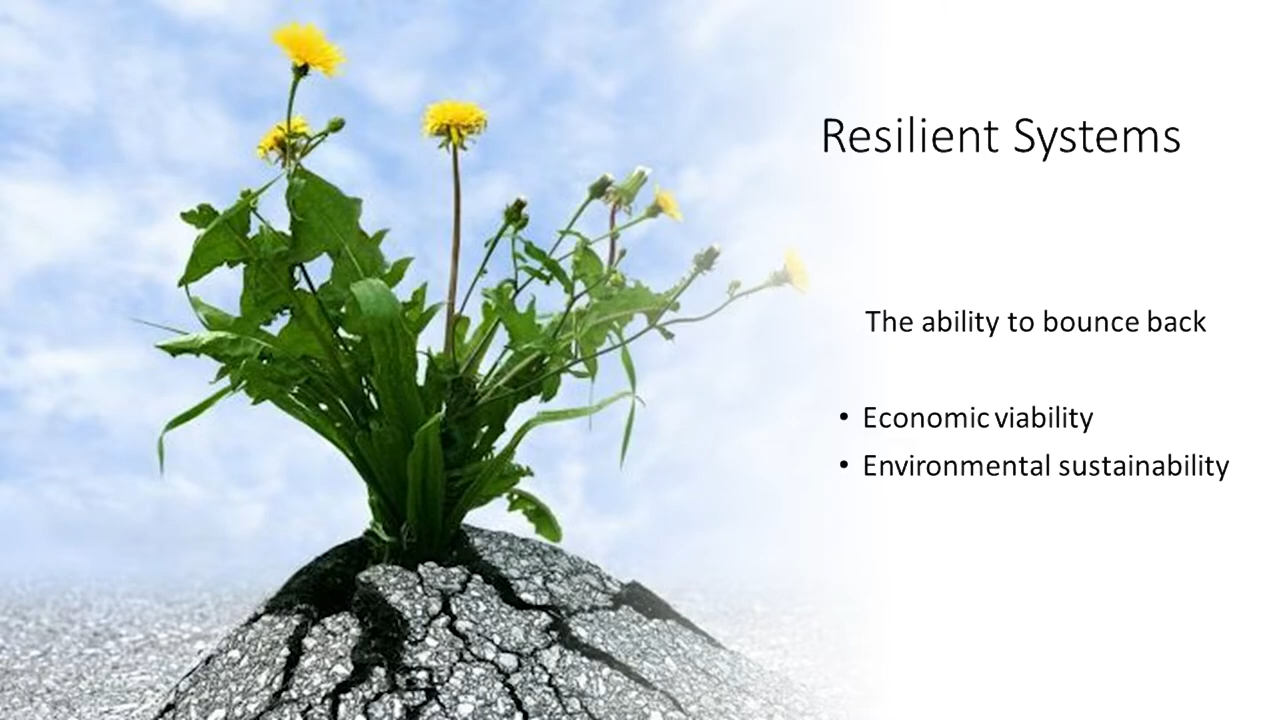 Resilient Systems
The ability to bounce back
• Economic viability
• Environmental sustainability